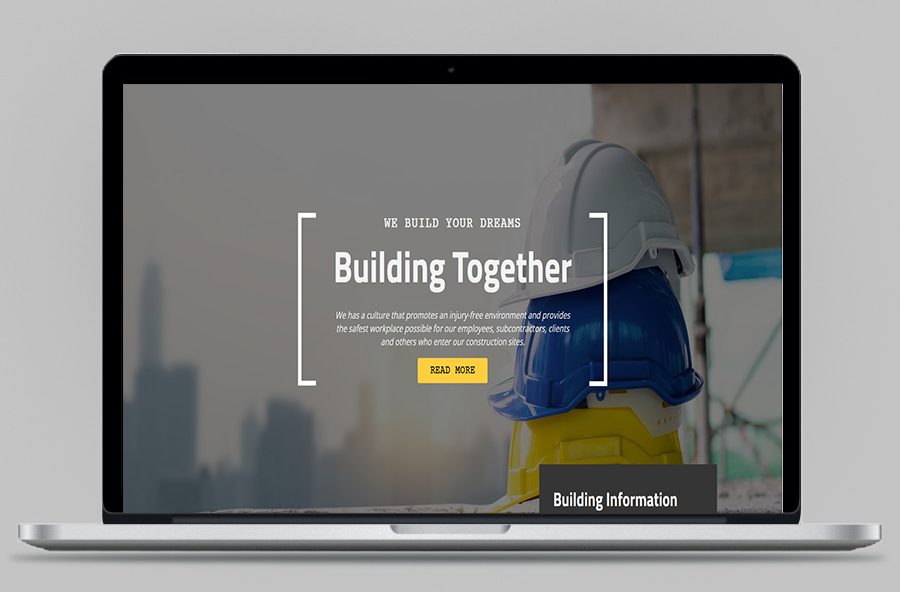 WE BUILD YOUR DREAMS
Building Together
We has a culture that promotes an injury-free environment and provides
the safest workplace possible for our employees, subcontractors, clients
and others who enter our construction sites.
READ MORE
Building Information